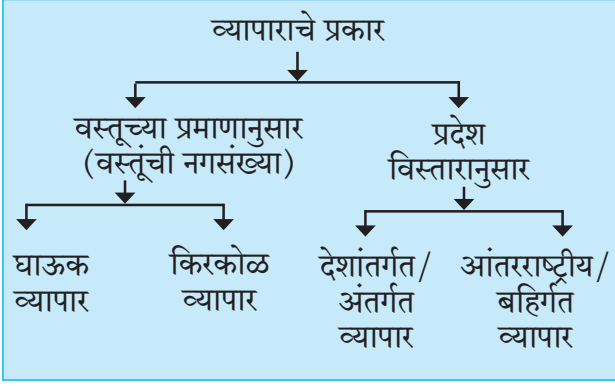 व्यापाराचे प्रकार
वस्तूच्या प्रमाणानुसार
(वस्तूंची नगसंख्या)
प्रदेश
विस्तारानुसार
घाऊक
व्यापार
किरकोळ
व्यापार
देशांतर्गत/
अंतर्गत
व्यापार
आंतरराष्ट्रीय/
बहिर्गत
व्यापार